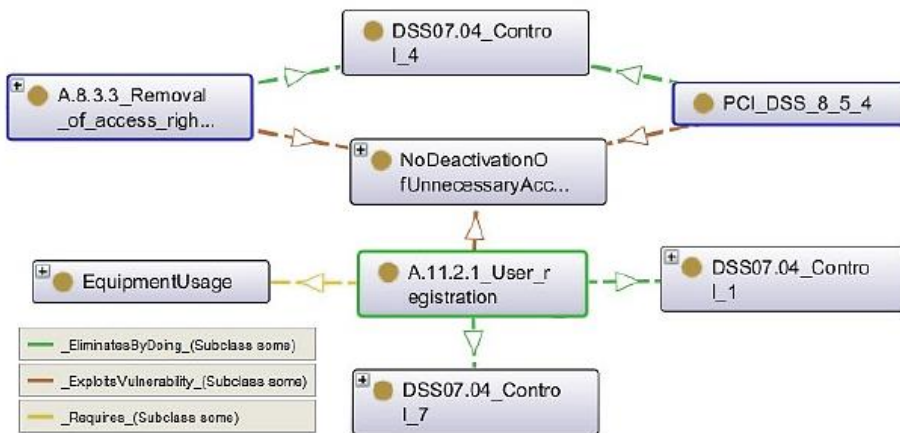 DSS07.04_Contro
l_4
A.8.3.3_Removal
_of_access_righ...
PCI_DSS_8_5_4
NoDeactivationO
fUnnecessaryAcc...
EquipmentUsage
A.11.2.1_User_r
egistration
DSS07.04_Contro
l_1
_EliminatesByDoing_(Subclass some)
_ExploitsVulnerability_(Subclass some)
_Requires_(Subclass some)
DSS07.04_Contro
l_7